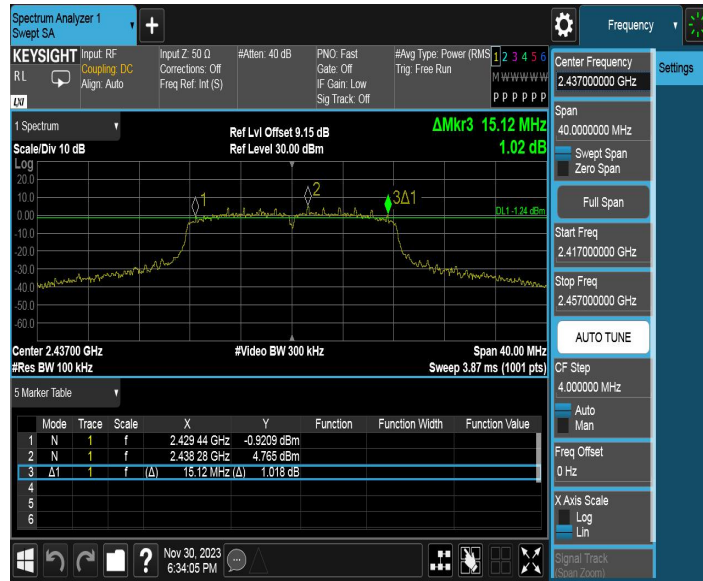 Spectrum Analyzer 1
Swept SA
Frequency
KEYSIGHT
RL
LXI
Input: RF
Coupling: DC
Align: Auto
Input Z: 50 Ω
Corrections: Off
Freq Ref: Int (S)
#Atten: 40 dB
PNO: Fast
Gate: Off
IF Gain: Low
Sig Track: Off
#Avg Type: Power (RMS
Trig: Free Run
1 2 3 4 5 6
M W W W W W
P P P P P P
Center Frequency
2.437000000 GHz
Settings
Span
40.0000000 MHz
Swept Span
Zero Span
Full Span
Start Freq
2.417000000 GHz
Stop Freq
2.457000000 GHz
AUTO TUNE
CF Step
4.000000 MHz
Auto
Man
Freq Offset
0 Hz
X Axis Scale
Log
Lin
Signal Track
(Span Zoom)
1 Spectrum
Scale/Div 10 dB
Ref Lvl Offset 9.15 dB
Ref Level 30.00 dBm
ΔMkr3 15.12 MHz
1.02 dB
Log
20.0
10.0
0.00
-10.0
-20.0
-30.0
-40.0
-50.0
-60.0
1
2
3Δ1
DL1 -1.24 dBm
Center 2.43700 GHz
#Res BW 100 kHz
#Video BW 300 kHz
Span 40.00 MHz
Sweep 3.87 ms (1001 pts)
5 Marker Table
Mode Trace Scale X Y Function Function Width Function Value
1 N 1 f 2.429 44 GHz -0.9209 dBm
2 N 1 f 2.438 28 GHz 4.765 dBm
3 Δ1 1 f (Δ) 15.12 MHz (Δ) 1.018 dB
4
5
6
Nov 30, 2023
6:34:05 PM